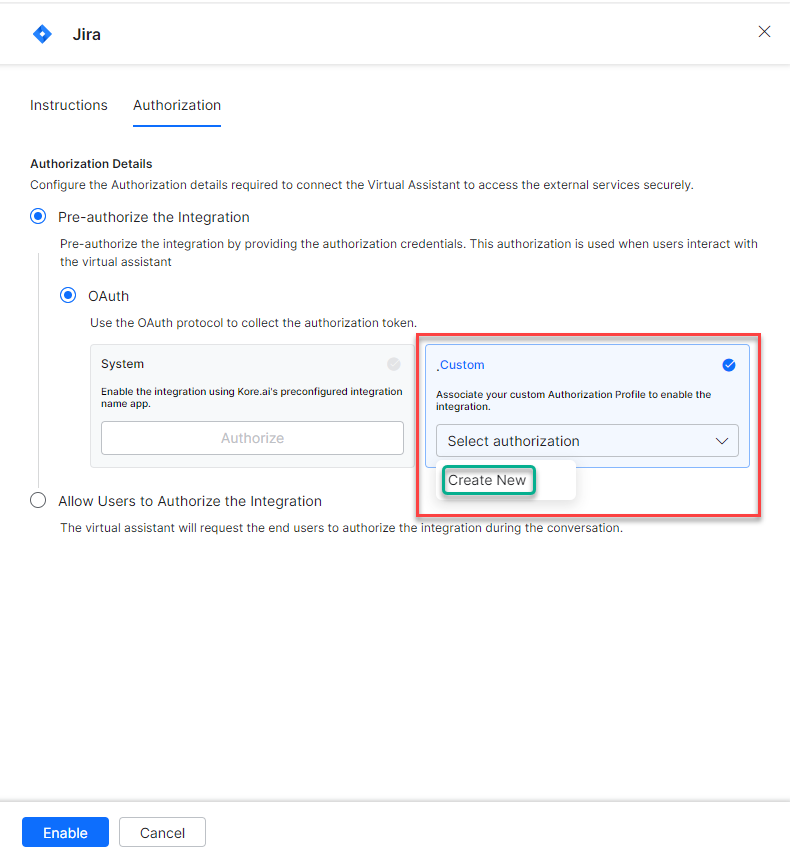 Jira
Instructions
Authorization
Authorization Details
Configure the Authorization details required to connect the Virtual Assistant to access the external services securely.
Pre-authorize the Integration
Pre-authorize the integration by providing the authorization credentials. This authorization is used when users interact with
the virtual assistant
OAuth
Use the OAuth protocol to collect the authorization token.
System
Enable the integration using Kore.ai's preconfigured integration
name app.
Authorize
Custom
Associate your custom Authorization Profile to enable the
integration.
Select authorization
Create New
Allow Users to Authorize the Integration
The virtual assistant will request the end users to authorize the integration during the conversation.
Enable
Cancel